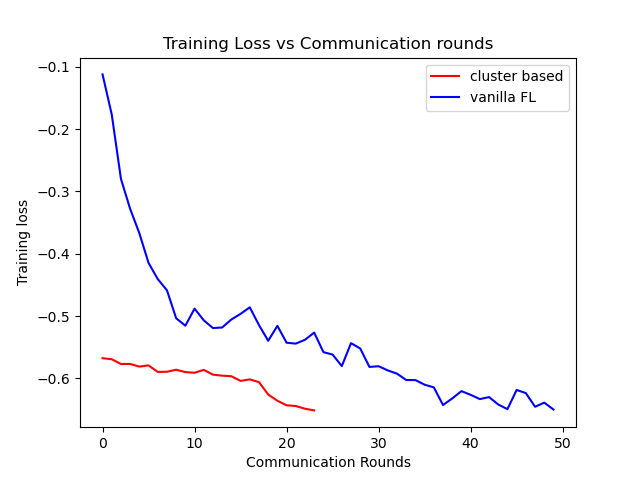 Training Loss vs Communication rounds
cluster based
vanilla FL
−0.1
−0.2
−0.3
−0.4
−0.5
−0.6
Training loss
0 10 20 30 40 50
Communication Rounds